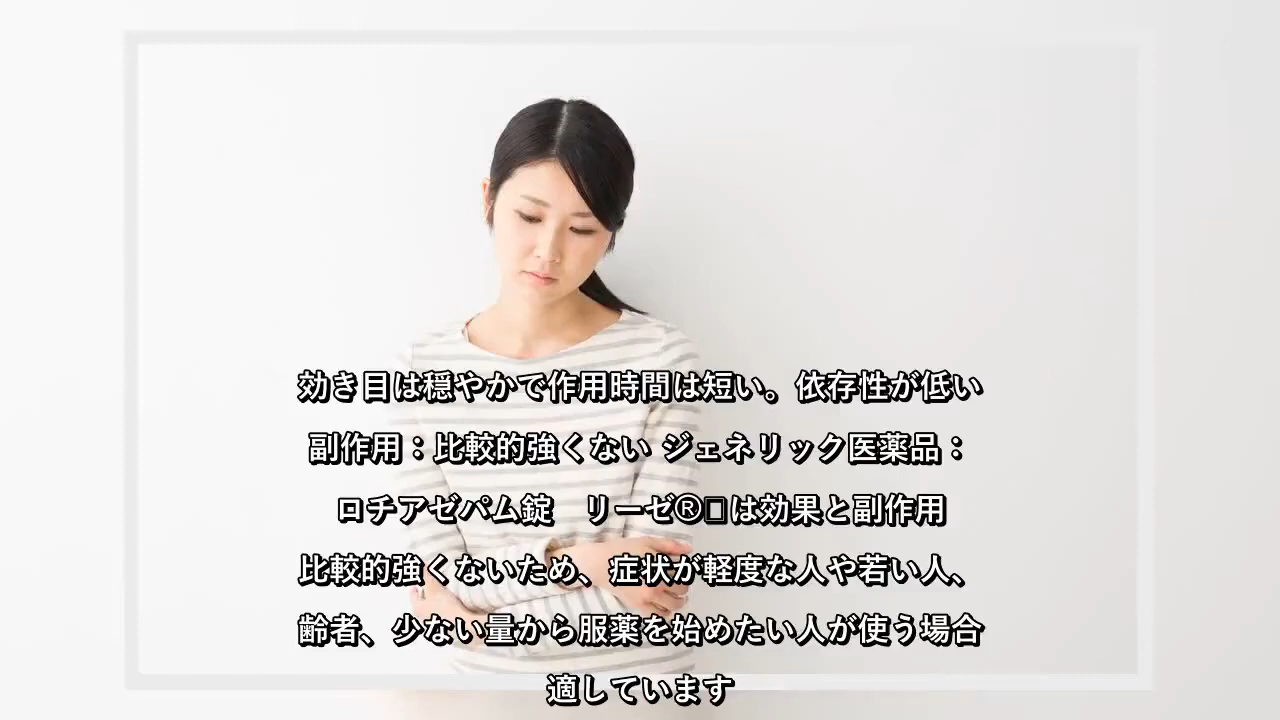 効き目は穏やかで作用時間は短い。依存性が低い
副作用：比較的強くない ジェネリック医薬品：
ロチアゼパム錠　リーゼ®□は効果と副作用
比較的強くないため、症状が軽度な人や若い人、
齢者、少ない量から服薬を始めたい人が使う場合
適しています